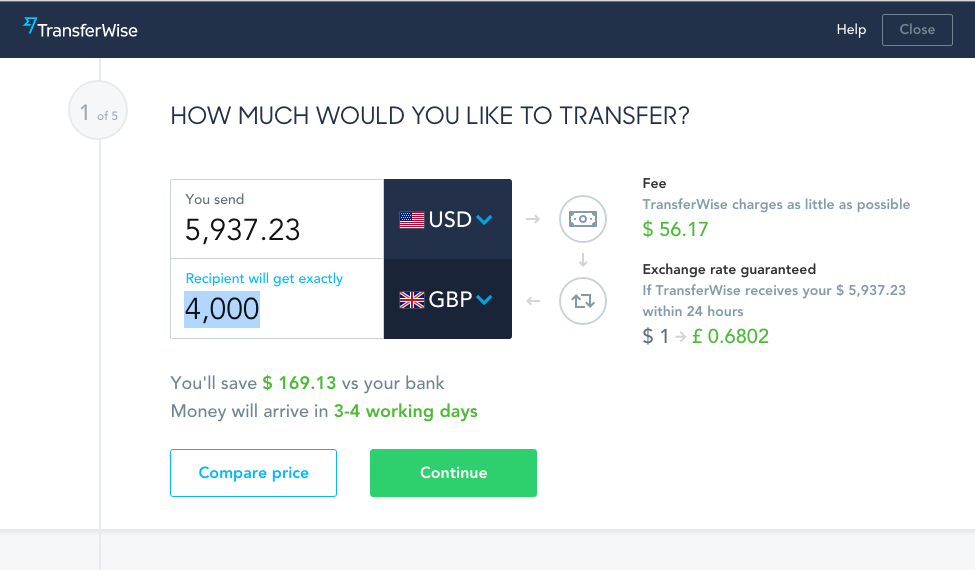 TransferWise
Help
Close
1 of 5
HOW MUCH WOULD YOU LIKE TO TRANSFER?
You send
5,937.23
USD
Recipient will get exactly
4,000
GBP
Fee
TransferWise charges as little as possible
$ 56.17
Exchange rate guaranteed
If TransferWise receives your $ 5,937.23
within 24 hours
$ 1 → £ 0.6802
You'll save $ 169.13 vs your bank
Money will arrive in 3-4 working days
Compare price
Continue